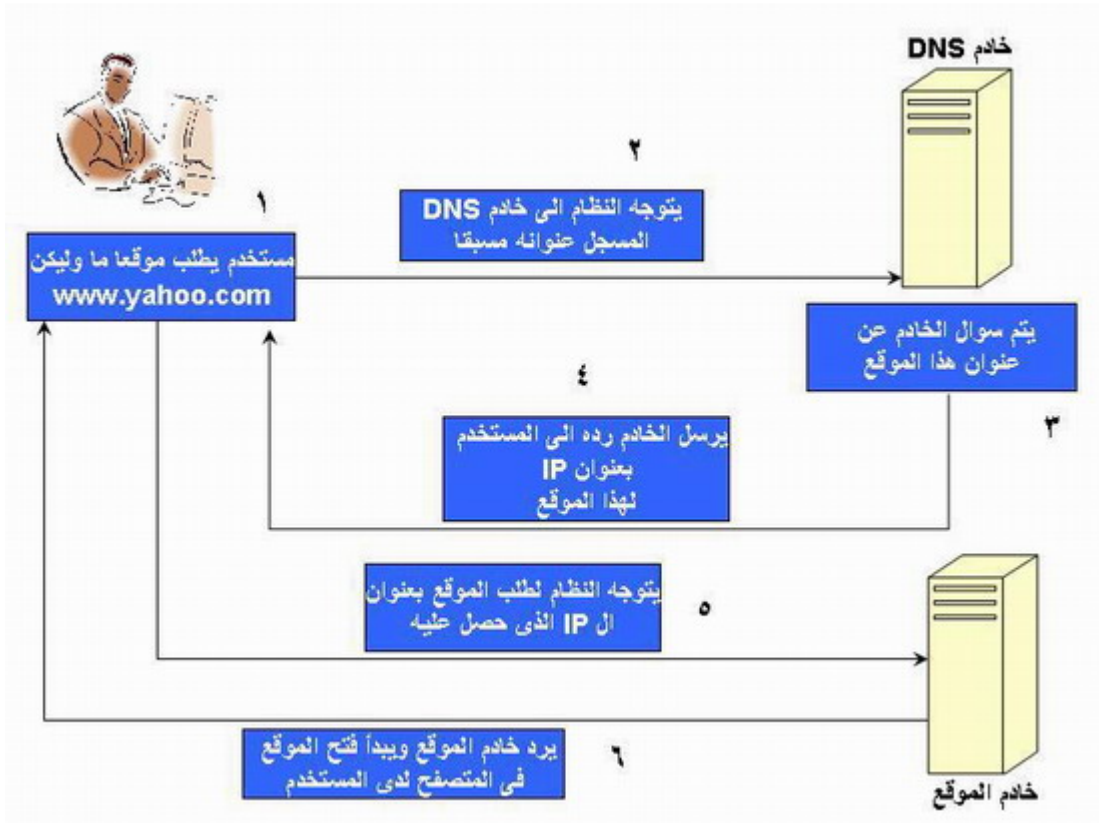 خادم DNS
١
مستخدم يطلب موقعا ما وليكن
www.yahoo.com
٢
يتوجه النظام الى خادم DNS
المسجل عنوانه مسبقا
يتم سوال الخادم عن
عنوان هذا الموقع
٣
٤
يرسل الخادم رده الى المستخدم
بعنوان IP
لهذا الموقع
يتوجه النظام لطلب الموقع بعنوان
ال IP الذى حصل عليه
٥
يرد خادم الموقع ويبدأ فتح الموقع
فى المتصفح لدى المستخدم
٦
خادم الموقع